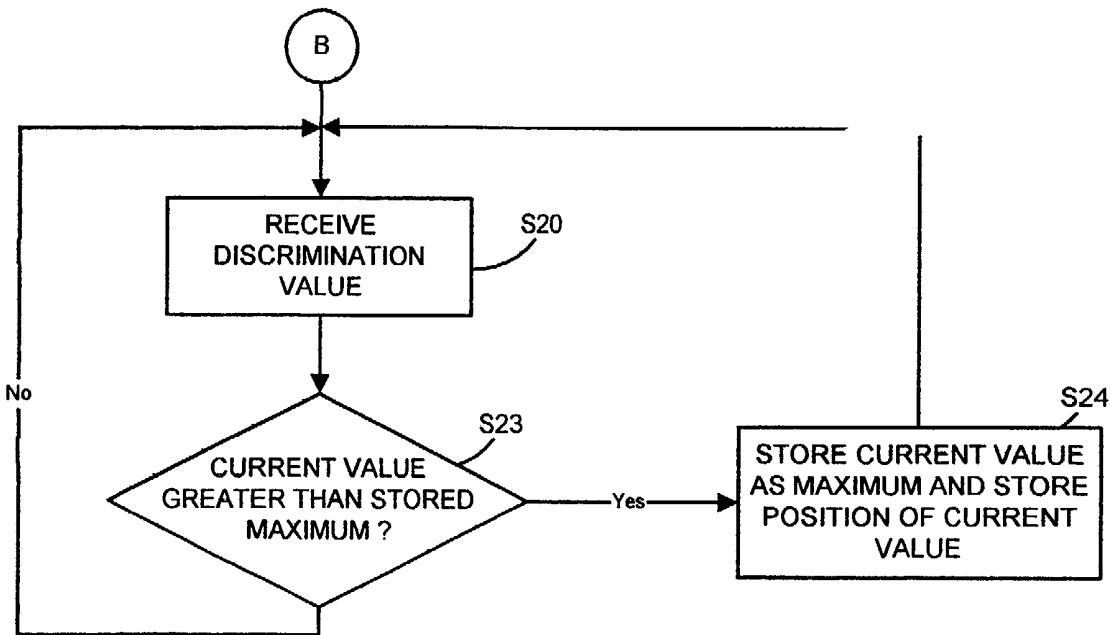 B
RECEIVE
DISCRIMINATION
VALUE
S20
No
S23
CURRENT VALUE
GREATER THAN STORED
MAXIMUM ?
Yes
S24
STORE CURRENT VALUE
AS MAXIMUM AND STORE
POSITION OF CURRENT
VALUE